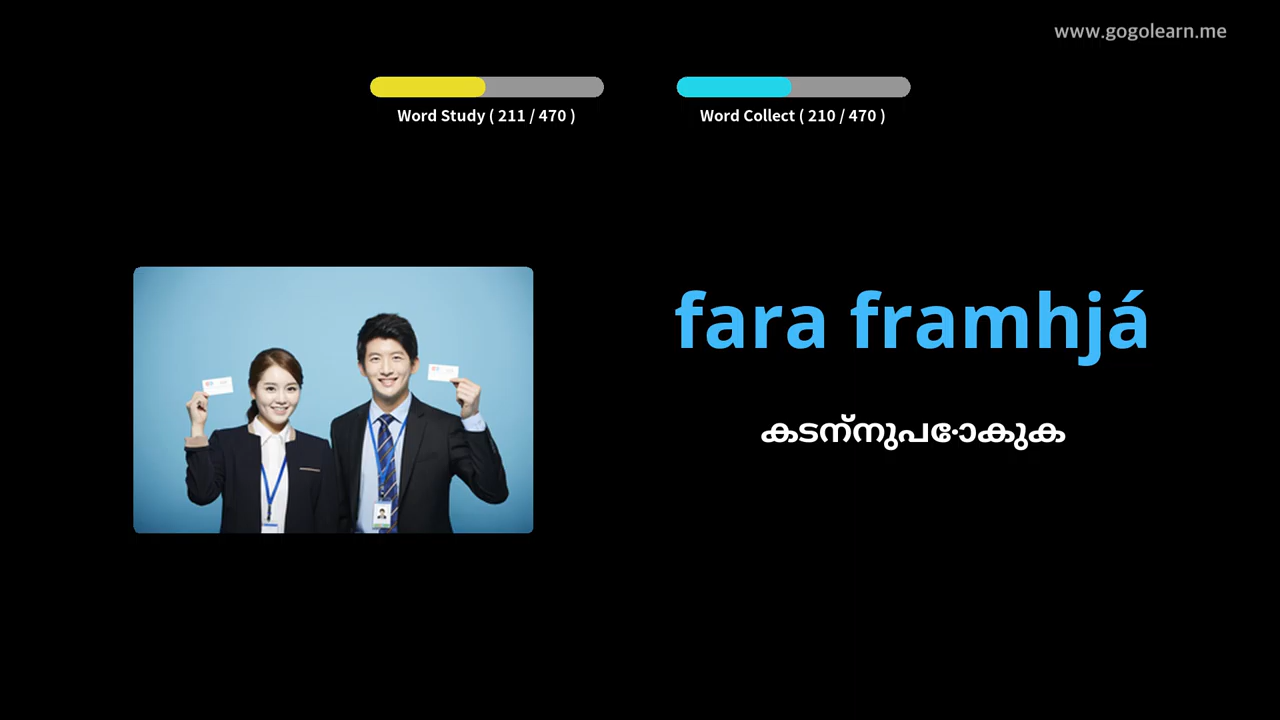 www.gogolearn.me
Word Study ( 211 / 470 )
Word Collect ( 210 / 470 )
fara framhjá
കടന്നുപോകുക